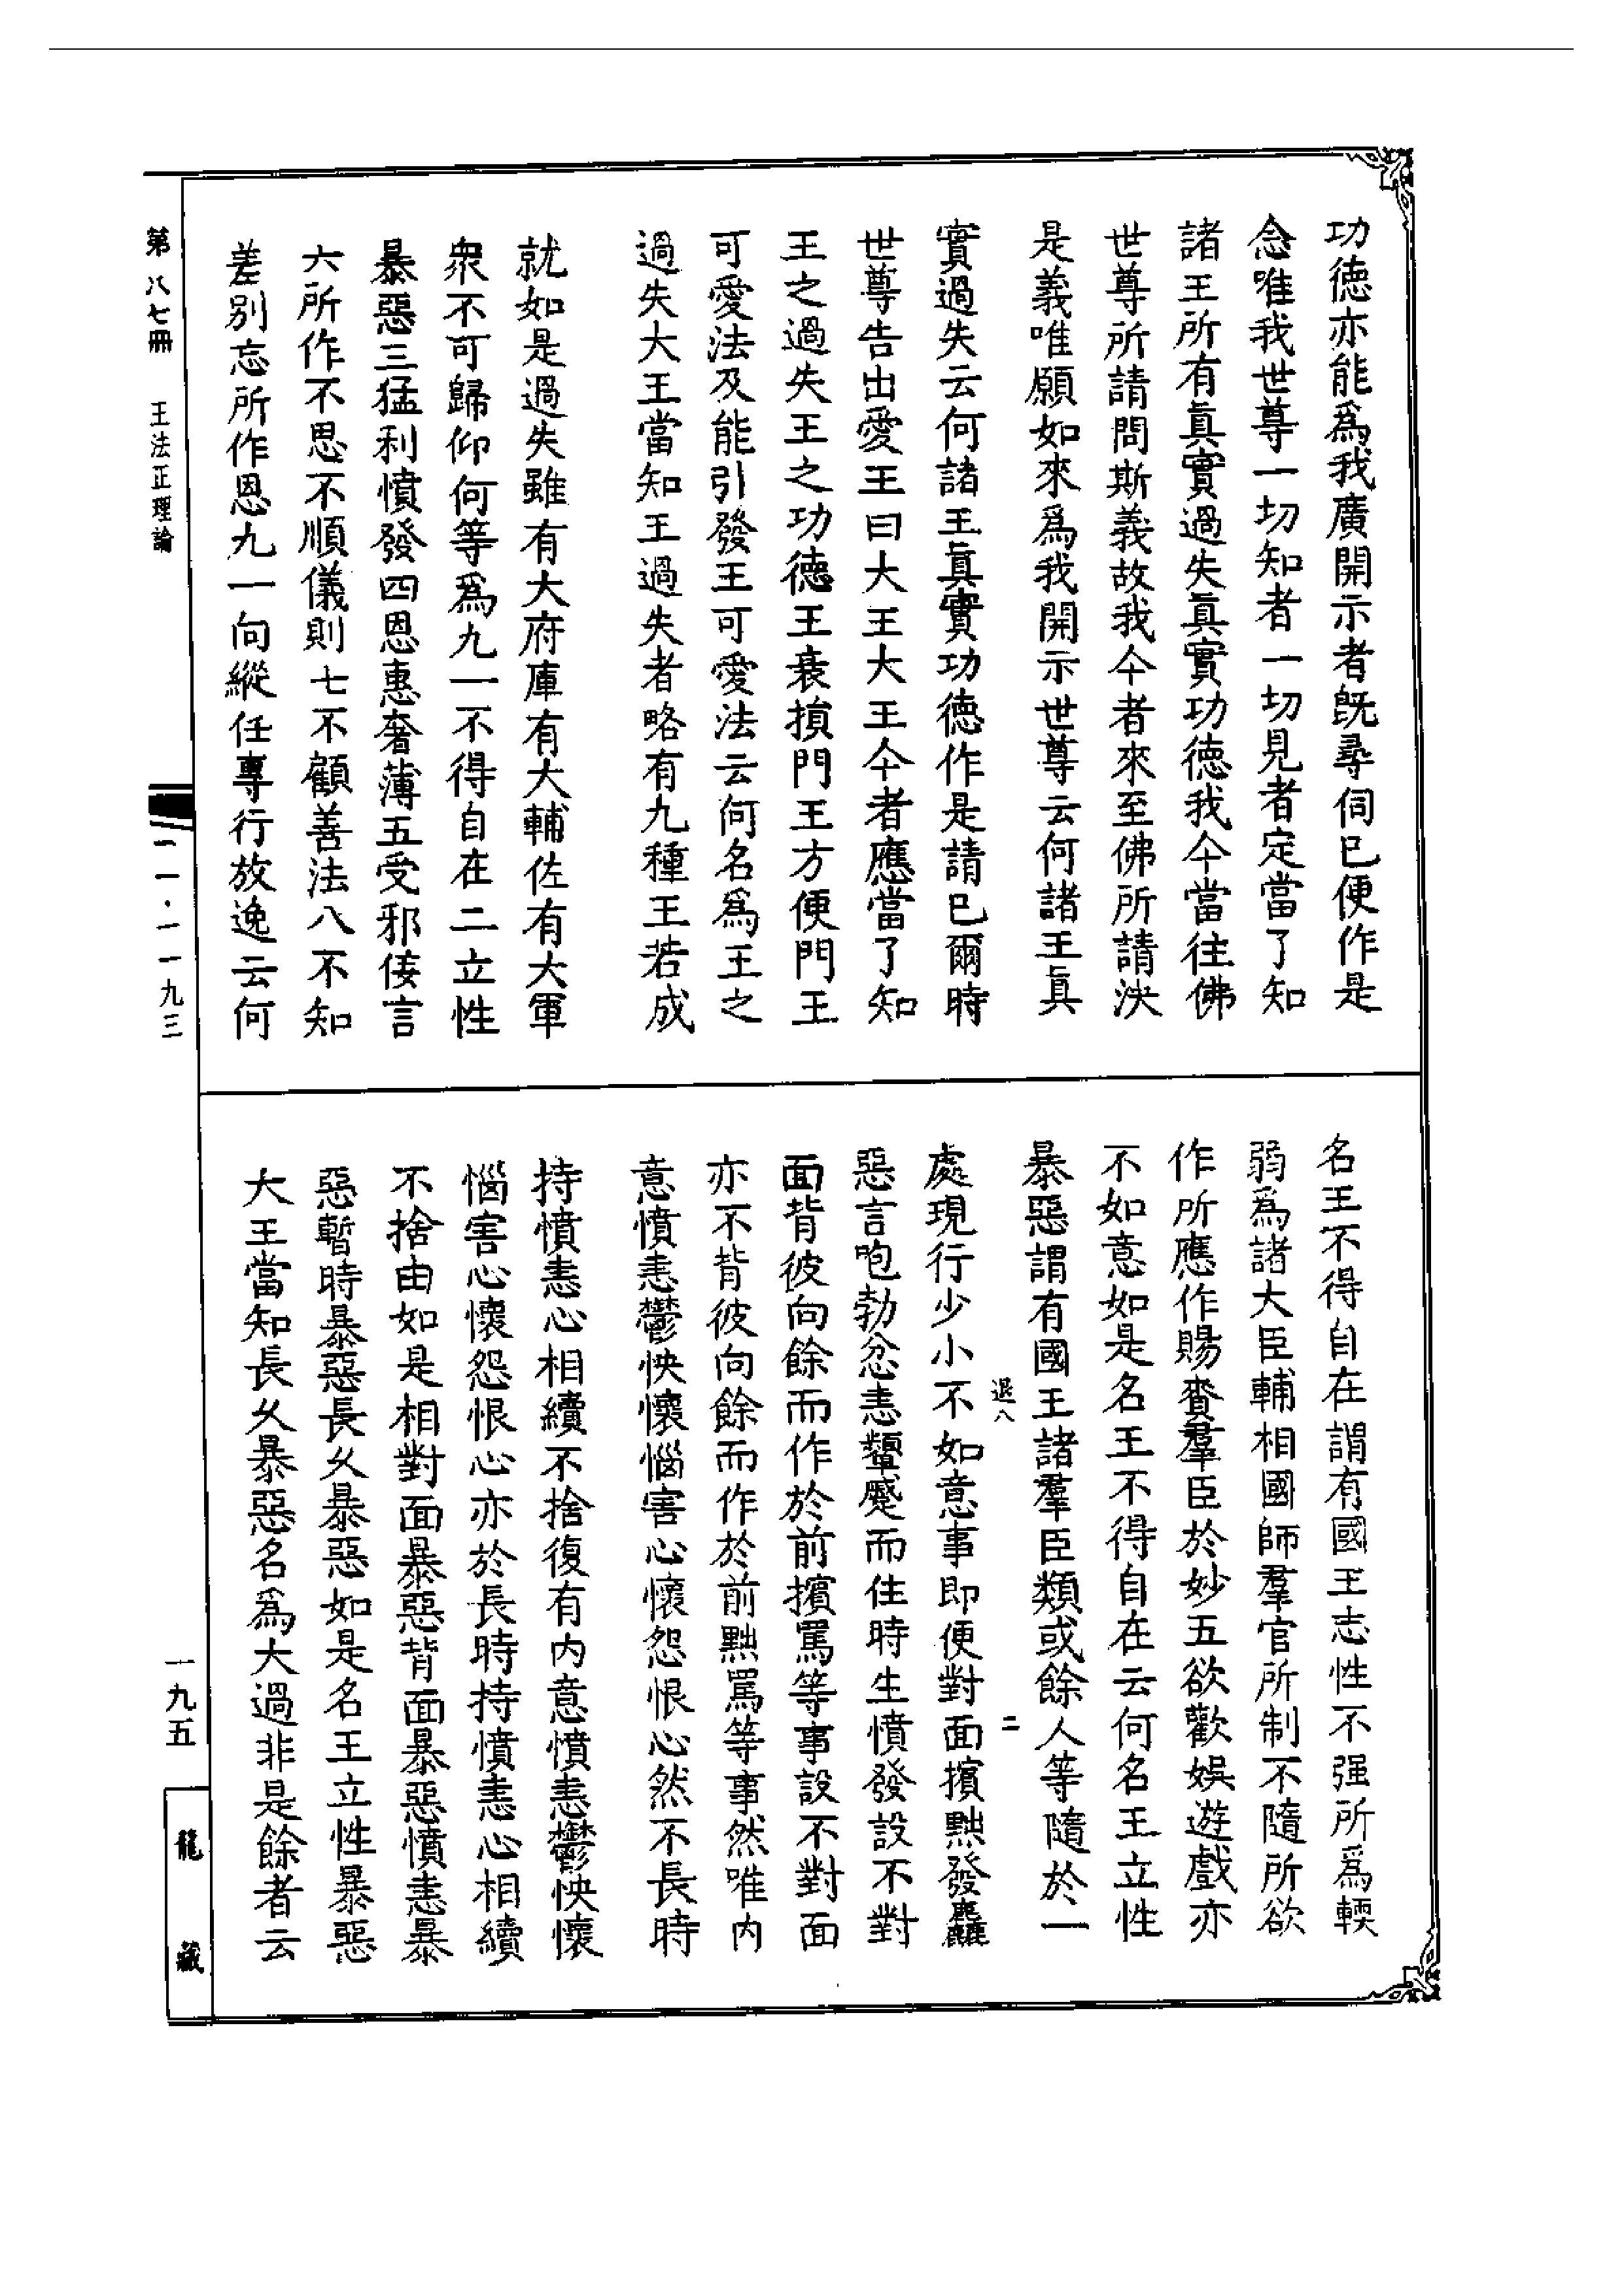 功德亦能爲我廣開示者旣尋伺已便作是
念唯我世尊一切知者一切見者定當了知
諸王所有眞實過失眞實功德我今當往佛
世尊所請問斯義故我今者來至佛所請決
是義唯願如來爲我開示世尊云何諸王眞
實過失云何諸王眞實功德作是請已爾時
世尊告出愛王曰大王大王今者應當了知
王之過失王之功德王衰損門王方便門王
可愛法及能引發王可愛法云何名爲王之
過失大王當知王過失者略有九種王若成
就如是過失雖有大府庫有大輔佐有大軍
衆不可歸仰何等爲九一不得自在二立性
暴惡三猛利憤發四恩惠奢薄五受邪佞言
六所作不思不順儀則七不顧善法八不知
差別忘所作恩九一向縱任專行放逸云何
名王不得自在謂有國王志性不强所爲輭
弱爲諸大臣輔相國師羣官所制不隨所欲
作所應作賜賚羣臣於妙五欲歡娛遊戲亦
不如意如是名王不得自在云何名王立性
暴惡謂有國王諸羣臣類或餘人等隨於一
退八
二
處現行少小不如意事即便對面擯黜發麤
惡言咆勃忿恚顰蹙而住時生憤發設不對
面背彼向餘而作於前擯罵等事設不對面
亦不背彼向餘而作於前黜罵等事然唯内
意憤恚鬱怏懷惱害心懷怨恨心然不長時
持憤恚心相續不捨復有内意憤恚鬱怏懷
惱害心懷怨恨心亦於長時持憤恚心相續
不捨由如是相對面暴惡背面暴惡憤恚暴
惡暫時暴惡長久暴惡如是名王立性暴惡
大王當知長久暴惡名爲大過非是餘者云
第八七冊
王法正理論
一一·一一九三
一九五
龍藏